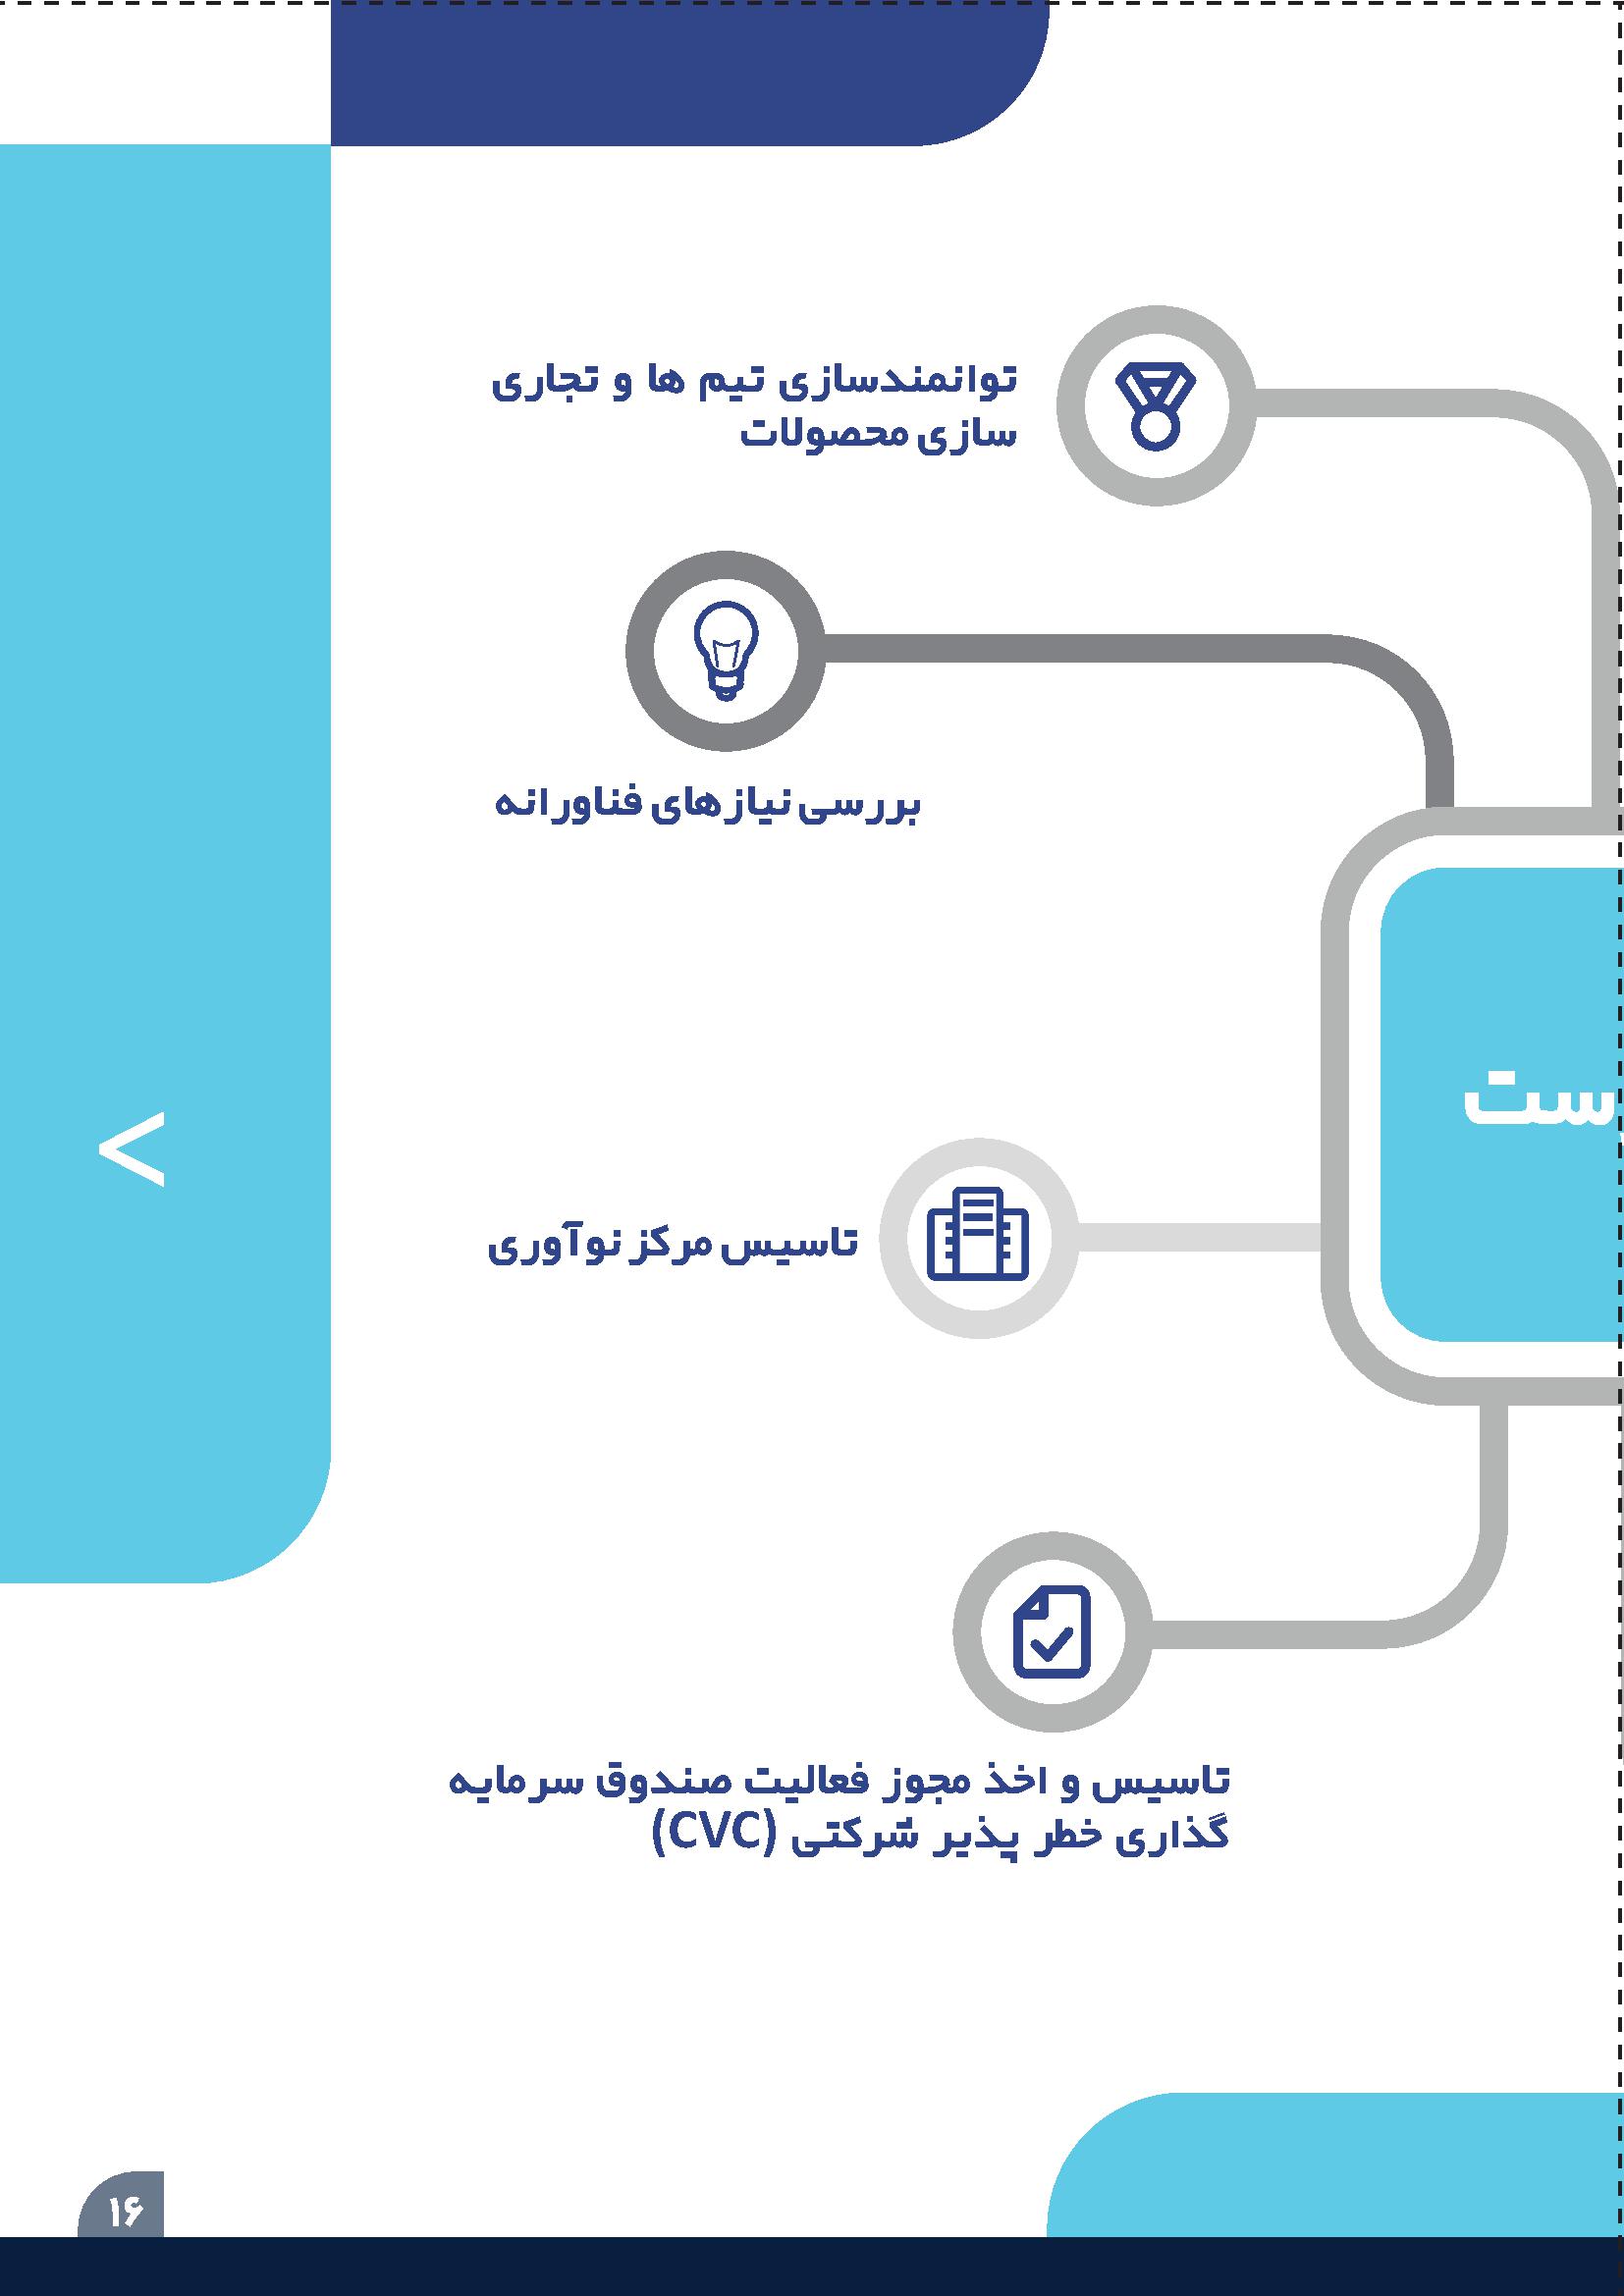 توانمندسازی تیم ها و تجاری
سازی محصولات
بررسی نیازهای فناورانه
تاسیس مرکز نوآوری
<
تاسیس و اخذ مجوز فعالیت صندوق سرمایه
گذاری خطر پذیر شرکتی (CVC)
۱۶